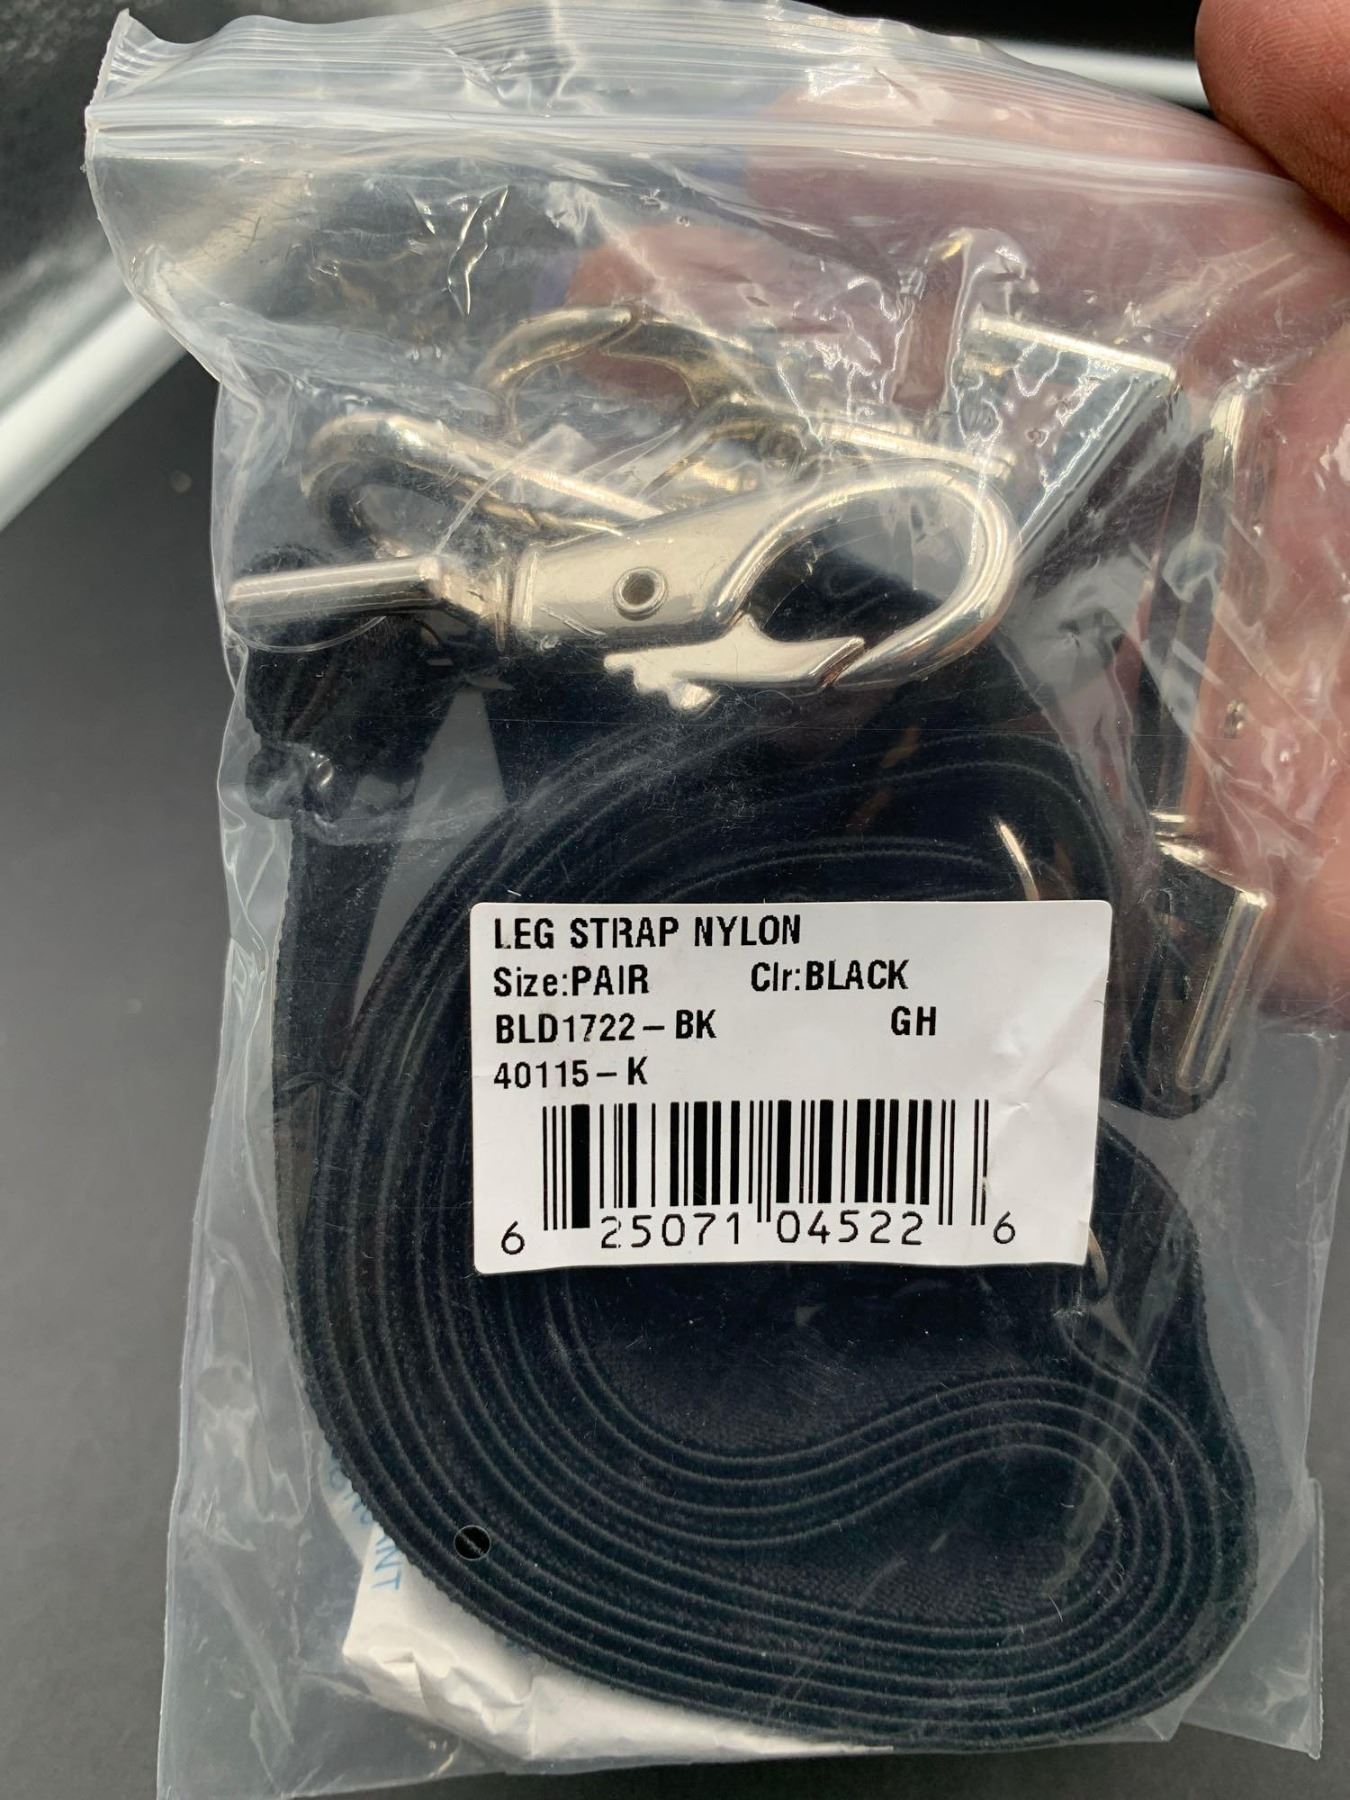 LEG STRAP NYLON
Size:PAIR Clr:BLACK
BLD1722-BK GH
40115-K
6 25071 04522 6